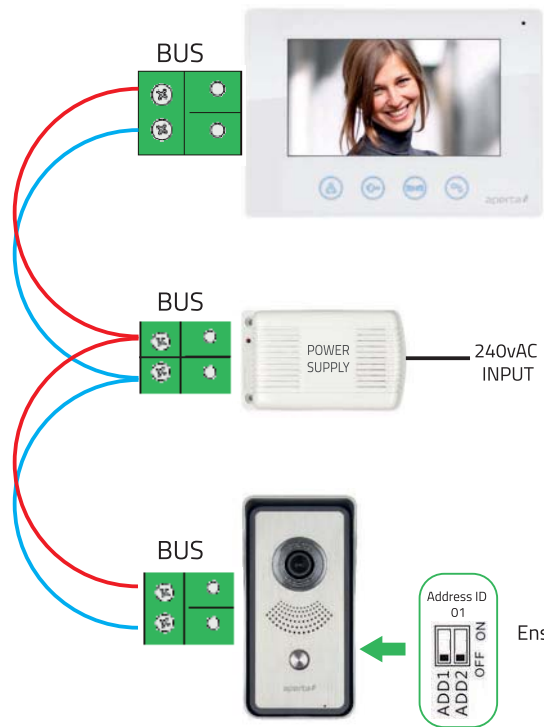 BUS
aperta
BUS
POWER
SUPPLY
240vAC
INPUT
BUS
aperta
Address ID
01
ADD1
ADD2
OFF ON
Ens